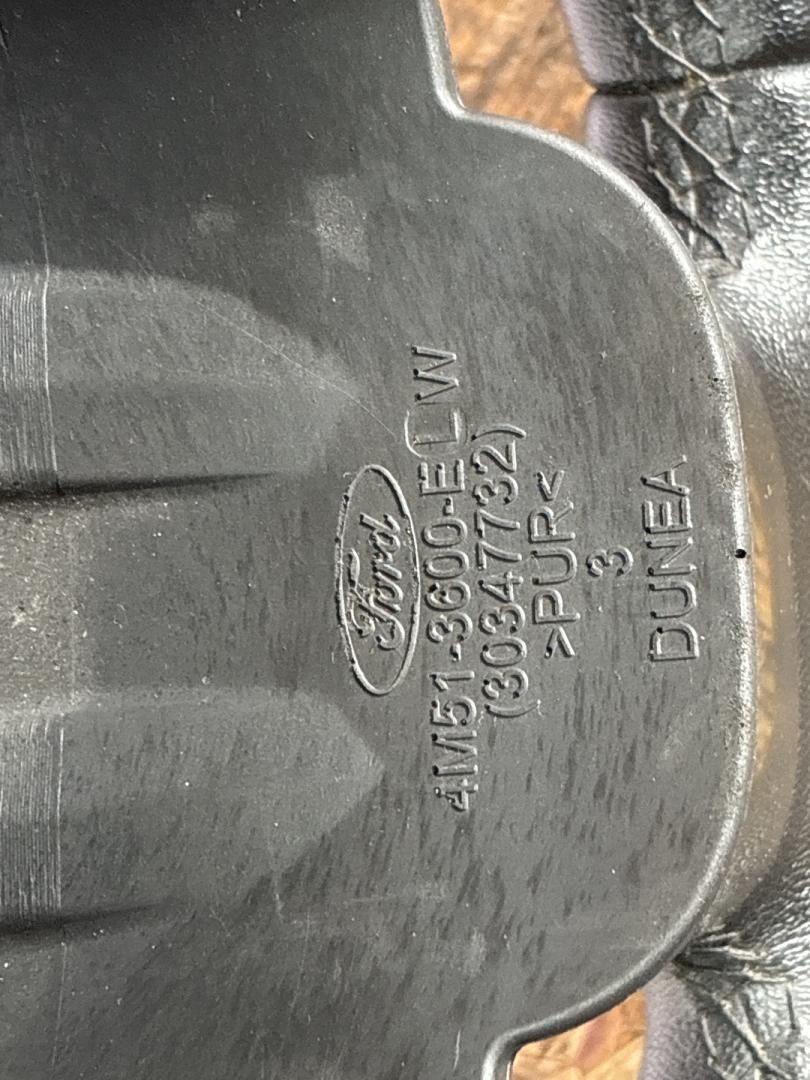 Ford
4M51-3600-ELW
(30347732)
>PUR<
3
DUNEA